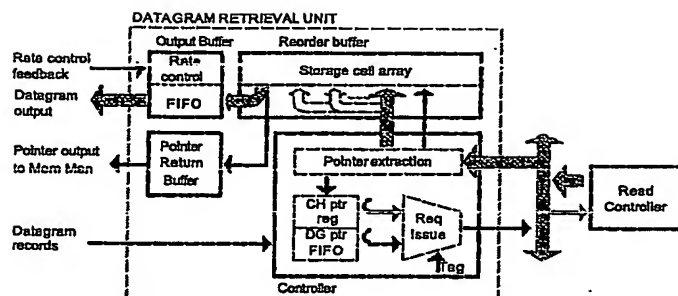 DATAGRAM RETRIEVAL UNIT
Output Buffer
Reorder buffer
Rate control
feedback
Rate
control
Storage cell array
Datagram
output
FIFO
Pointer output
to Mem Man
Pointer
Return
Buffer
Pointer extraction
Read
Controller
CH ptr
reg
DG ptr
FIFO
Req
Issue
Datagram
records
Tag
Controller